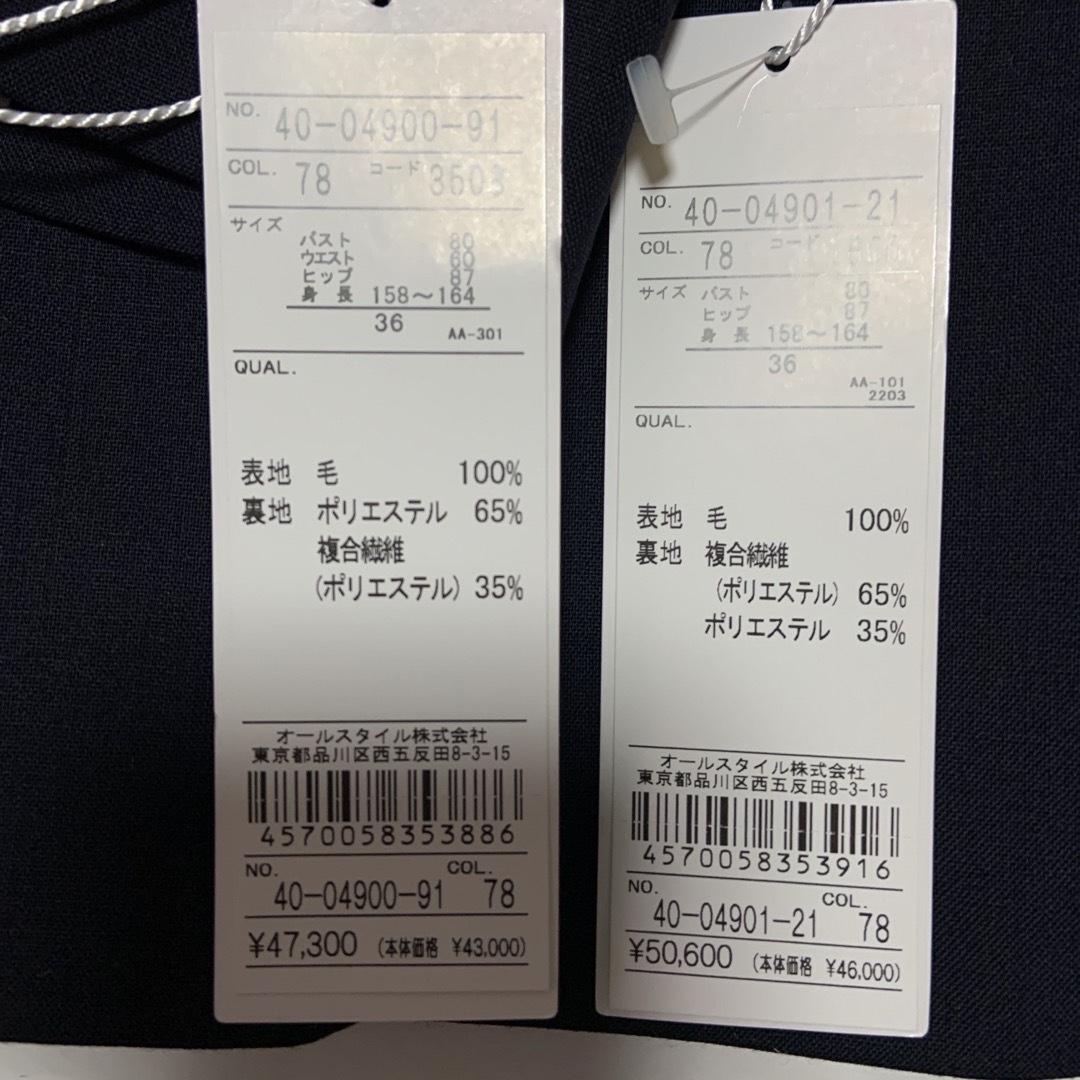 NO. 40-04900-91
COL. 78 コード 3603
サイズ
バスト 80
ウエスト 60
ヒップ 87
身長 158～164
36 AA-301
QUAL.
表地 毛 100%
裏地 ポリエステル 65%
複合繊維
(ポリエステル) 35%
オールスタイル株式会社
東京都品川区西五反田8-3-15
4570058353886
NO. COL.
40-04900-91 78
¥47,300 (本体価格 ¥43,000)
NO. 40-04901-21
COL. 78 コード
サイズ バスト 80
ヒップ 87
身長 158～164
36
AA-101
2203
QUAL.
表地 毛 100%
裏地 複合繊維
(ポリエステル) 65%
ポリエステル 35%
オールスタイル株式会社
東京都品川区西五反田8-3-15
4570058353916
NO. COL.
40-04901-21 78
¥50,600 (本体価格 ¥46,000)